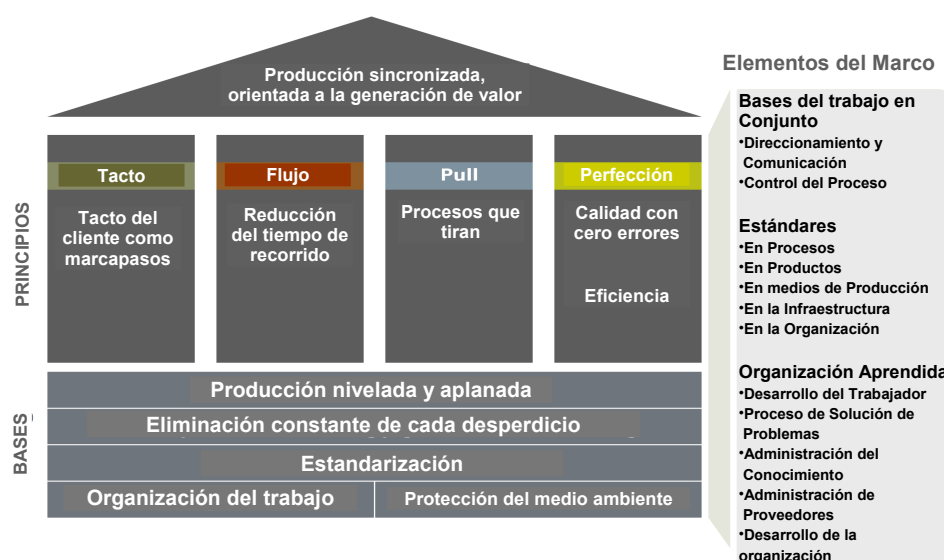 Producción sincronizada,
orientada a la generación de valor
PRINCIPIOS
Tacto
Tacto del
cliente como
marcapasos
Flujo
Reducción
del tiempo de
recorrido
Pull
Procesos que
tiran
Perfección
Calidad con
cero errores
Eficiencia
BASES
Producción nivelada y aplanada
Eliminación constante de cada desperdicio
Estandarización
Organización del trabajo
Protección del medio ambiente
Elementos del Marco
Bases del trabajo en
Conjunto
•Direccionamiento y
Comunicación
•Control del Proceso
Estándares
•En Procesos
•En Productos
•En medios de Producción
•En la Infraestructura
•En la Organización
Organización Aprendida
•Desarrollo del Trabajador
•Proceso de Solución de
Problemas
•Administración del
Conocimiento
•Administración de
Proveedores
•Desarrollo de la
organización